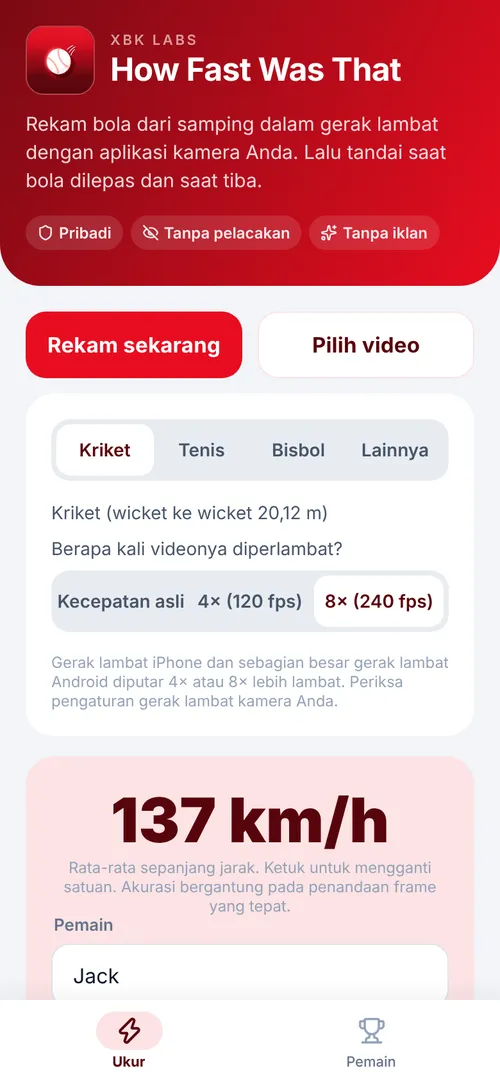 XBK LABS
How Fast Was That
Rekam bola dari samping dalam gerak lambat
dengan aplikasi kamera Anda. Lalu tandai saat
bola dilepas dan saat tiba.
Pribadi
Tanpa pelacakan
Tanpa iklan
Rekam sekarang
Pilih video
Kriket
Tenis
Bisbol
Lainnya
Kriket (wicket ke wicket 20,12 m)
Berapa kali videonya diperlambat?
Kecepatan asli
4× (120 fps)
8× (240 fps)
Gerak lambat iPhone dan sebagian besar gerak lambat
Android diputar 4× atau 8× lebih lambat. Periksa
pengaturan gerak lambat kamera Anda.
137 km/h
Rata-rata sepanjang jarak. Ketuk untuk mengganti
satuan. Akurasi bergantung pada penandaan frame
yang tepat.
Pemain
Jack
Ukur
Pemain